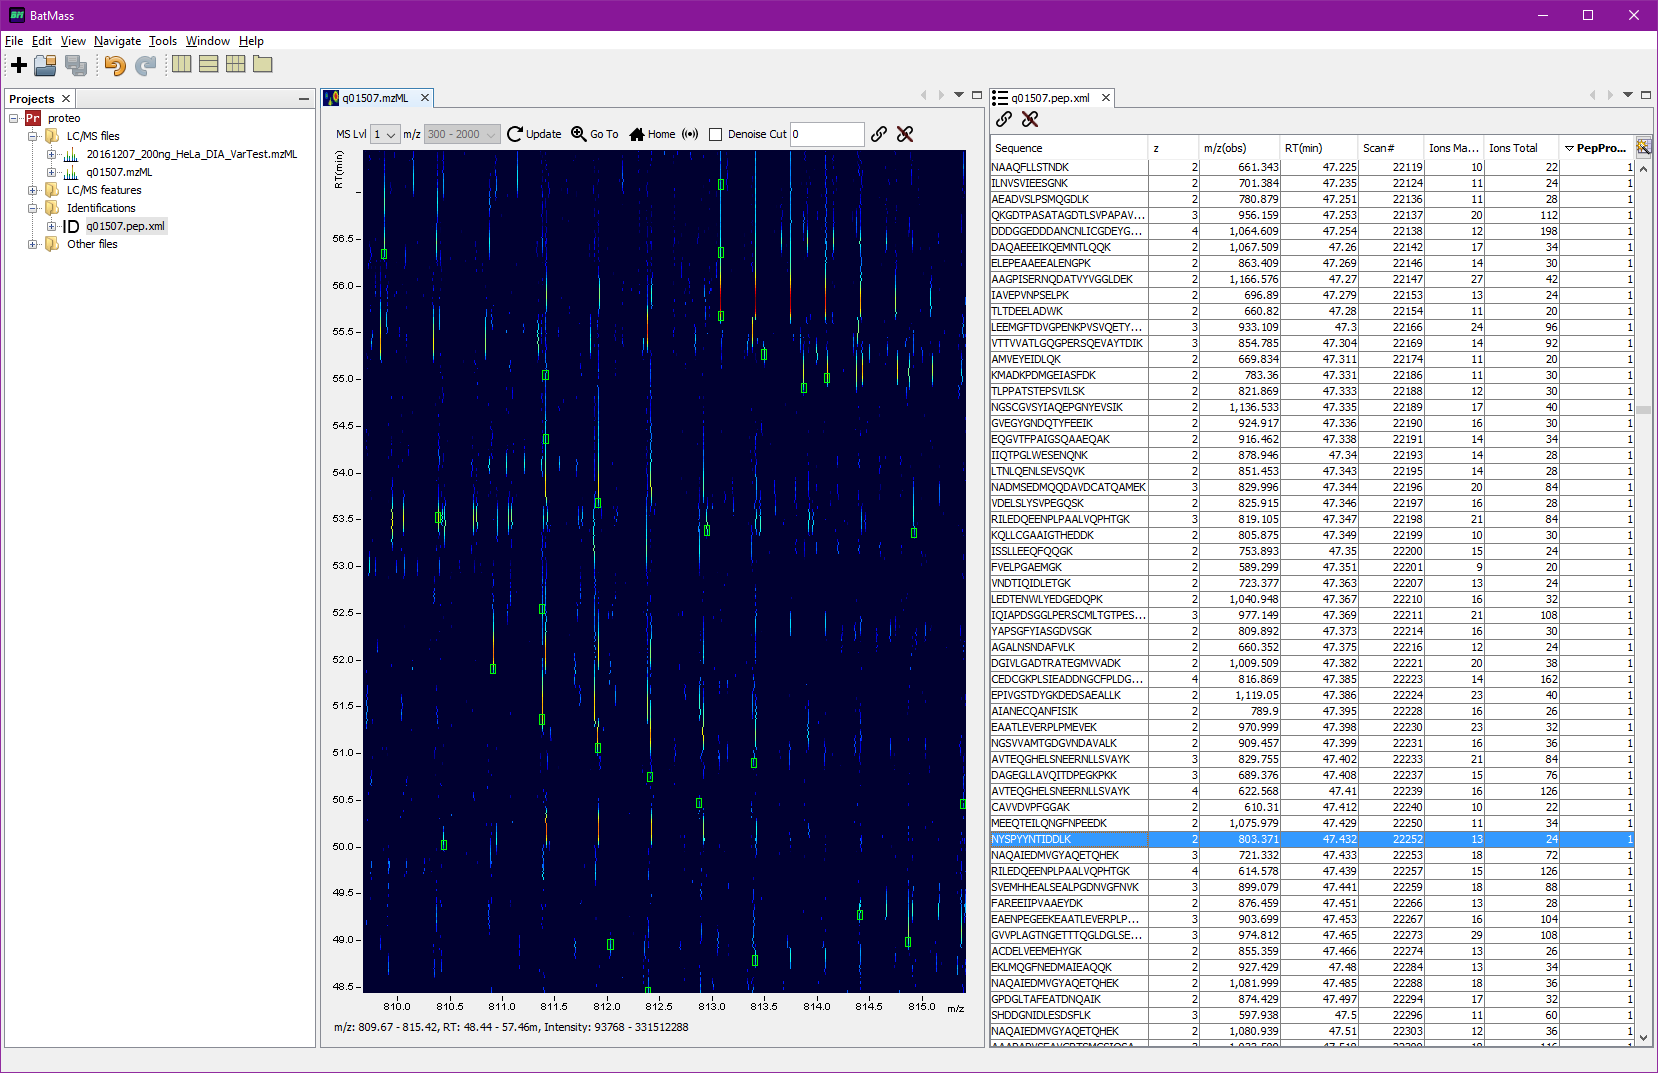 BatMass
File Edit View Navigate Tools Window Help
Projects
proteo
LC/MS files
20161207_200ng_HeLa_DIA_VarTest.mzML
q01507.mzML
LC/MS features
Identifications
ID q01507.pep.xml
Other files
q01507.mzML
MS Lvl 1 m/z 300 - 2000 Update Go To Home Denoise Cut 0
RT(min)
56.5
56.0
55.5
55.0
54.5
54.0
53.5
53.0
52.5
52.0
51.5
51.0
50.5
50.0
49.5
49.0
48.5
810.0 810.5 811.0 811.5 812.0 812.5 813.0 813.5 814.0 814.5 815.0 m/z
m/z: 809.67 - 815.42, RT: 48.44 - 57.46m, Intensity: 93768 - 331512288
q01507.pep.xml
Sequence z m/z(obs) RT(min) Scan# Ions Ma... Ions Total PepPro...
NAAQFLLSTNDK 2 661.343 47.225 22119 10 22 1
ILNVSVIEESGNK 2 701.384 47.235 22124 11 24 1
AEADVSLPSMQGDLK 2 780.879 47.251 22136 11 28 1
QKGDTPASATAGDTLSVPAPAV... 3 956.159 47.253 22137 20 112 1
DDDGGEDDDANCNLICGDEYG... 4 1,064.609 47.254 22138 12 198 1
DAQAEEEIKQEMNTLQQK 2 1,067.509 47.26 22142 17 34 1
ELEPEAAEEALENGPK 2 863.409 47.269 22146 14 30 1
AAGPISERNQDATVYVGGLDEK 2 1,166.576 47.27 22147 27 42 1
IAVEPVNPSELPK 2 696.89 47.279 22153 13 24 1
TLTDEELADWK 2 660.82 47.28 22154 11 20 1
LEEMGFTDVGPENKPVSVQETY... 3 933.109 47.3 22166 24 96 1
VTTVVATLGQGPERSQEVAYTDIK 3 854.785 47.304 22169 14 92 1
AMVEYEIDLQK 2 669.834 47.311 22174 11 20 1
KMADKPDMGEIASFDK 2 783.36 47.331 22186 11 30 1
TLPPATSTEPSVILSK 2 821.869 47.333 22188 12 30 1
NGSCGVSYIAQEPGNYEVSIK 2 1,136.533 47.335 22189 17 40 1
GVEGYGNDQTYFEEIK 2 924.917 47.336 22190 16 30 1
EQGVTFPAIGSQAAEQAK 2 916.462 47.338 22191 14 34 1
IIQTPGLWESENQNK 2 878.946 47.34 22193 14 28 1
LTNLQENLSEVSQVK 2 851.453 47.343 22195 14 28 1
NADMSEDMQQDAVDCATQAMEK 3 829.996 47.344 22196 20 84 1
VDELSLYSVPEGQSK 2 825.915 47.346 22197 16 28 1
RILEDQEENPLPAALVQPHTGK 3 819.105 47.347 22198 21 84 1
KQLLCGAAIGTHEDDK 2 805.875 47.349 22199 10 30 1
ISSLLEEQFQQGK 2 753.893 47.35 22200 15 24 1
FVELPGAEMGK 2 589.299 47.351 22201 9 20 1
VNDTIQIDLETGK 2 723.377 47.363 22207 13 24 1
LEDTENWLYEDGEDQPK 2 1,040.948 47.367 22210 16 32 1
IQIAPDSGGLPERSCMLTGTPES... 3 977.149 47.369 22211 21 108 1
YAPSGFYIASGDVSGK 2 809.892 47.373 22214 16 30 1
AGALNSNDAFVLK 2 660.352 47.375 22216 12 24 1
DGIVLGADTRATEGMVVADK 2 1,009.509 47.382 22221 20 38 1
CEDCGKPLSIEADDNGCFPLDG... 4 816.869 47.385 22223 14 162 1
EPIVGSTDYGKDEDSAEALLK 2 1,119.05 47.386 22224 23 40 1
AIANECQANFISIK 2 789.9 47.395 22228 16 26 1
EAATLEVERPLPMEVEK 2 970.999 47.398 22230 23 32 1
NGSVVAMTGDGVNDAVALK 2 909.457 47.399 22231 16 36 1
AVTEQGHELSNEERNLLSVAYK 3 829.755 47.402 22233 21 84 1
DAGEGLLAVQITDPEGKPKK 3 689.376 47.408 22237 15 76 1
AVTEQGHELSNEERNLLSVAYK 4 622.568 47.41 22239 16 126 1
CAVVDVPFGGAK 2 610.31 47.412 22240 10 22 1
MEEQTEILQNGFNPEEDK 2 1,075.979 47.429 22250 11 34 1
NYSPYYNTIDDLK 2 803.371 47.432 22252 13 24 1
NAQAIEDMVGYAQETQHEK 3 721.332 47.433 22253 18 72 1
RILEDQEENPLPAALVQPHTGK 4 614.578 47.439 22257 15 126 1
SVEMHHEALSEALPGDNVGFNVK 3 899.079 47.441 22259 18 88 1
FAREEIIPVAAEYDK 2 876.459 47.451 22266 13 28 1
EAENPEGEEKEAATLEVERPLP... 3 903.699 47.453 22267 16 104 1
GVVPLAGTNGETTTQGLDGLSE... 3 974.812 47.465 22273 29 108 1
ACDELVEEMEHYGK 2 855.359 47.466 22274 13 26 1
EKLMQGFNEDMAIEAQQK 2 927.429 47.48 22284 13 34 1
NAQAIEDMVGYAQETQHEK 2 1,081.999 47.485 22288 18 36 1
GPDGLTAFEATDNQAIK 2 874.429 47.497 22294 17 32 1
SHDDGNIDLESDSFLK 3 597.938 47.5 22296 11 60 1
NAQAIEDMVGYAQETQHEK 2 1,080.939 47.51 22303 12 36 1